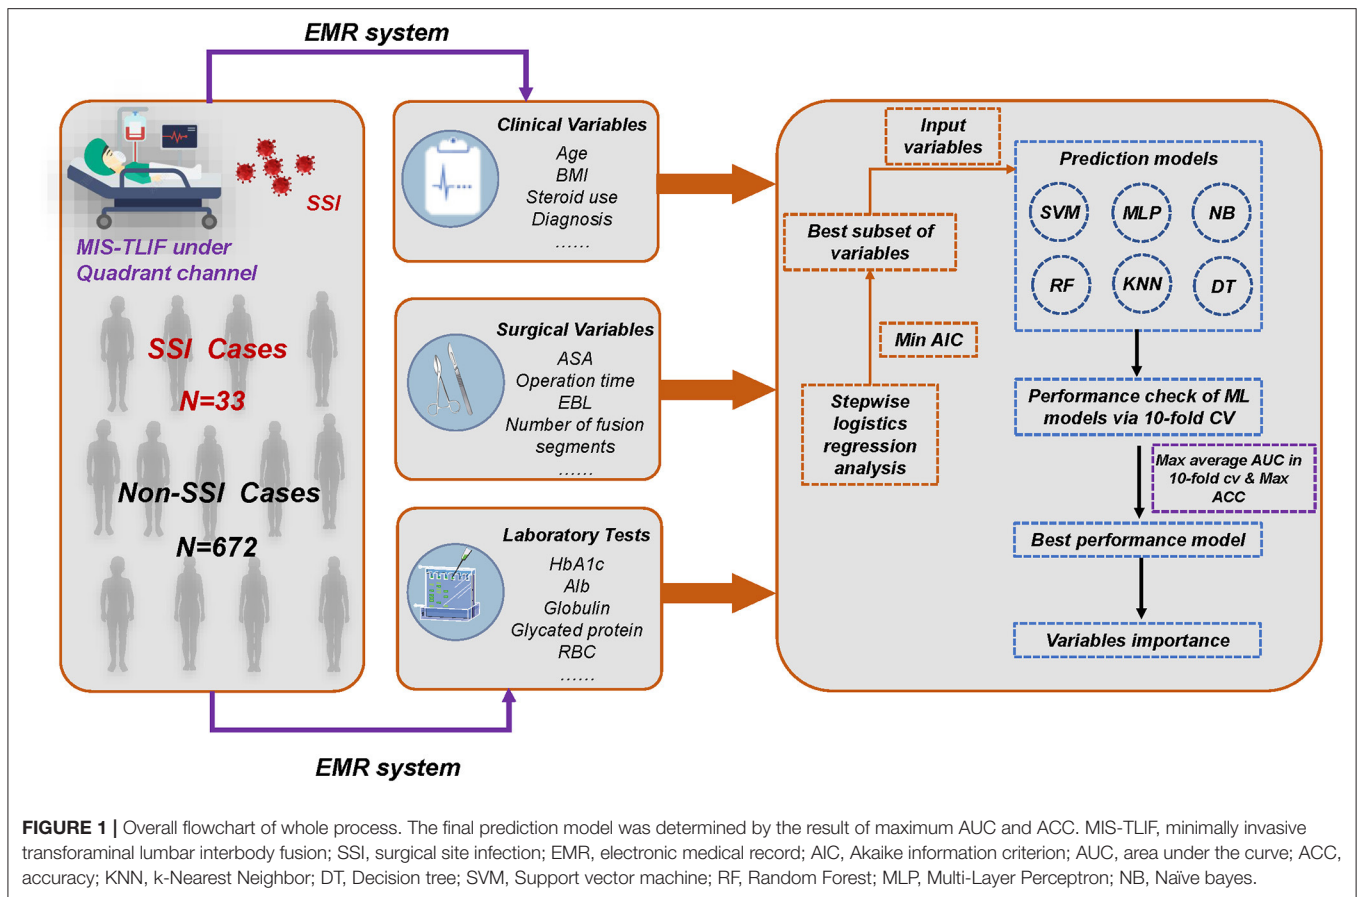 EMR system
SSI
MIS-TLIF under
Quadrant channel
SSI Cases
N=33
Non-SSI Cases
N=672
EMR system
Clinical Variables
Age
BMI
Steroid use
Diagnosis
......
Surgical Variables
ASA
Operation time
EBL
Number of fusion
segments
......
Laboratory Tests
HbA1c
Alb
Globulin
Glycated protein
RBC
......
Stepwise
logistics
regression
analysis
Min AIC
Best subset of
variables
Input
variables
Prediction models
SVM
MLP
NB
RF
KNN
DT
Performance check of ML
models via 10-fold CV
Max average AUC in
10-fold cv & Max
ACC
Best performance model
Variables importance
FIGURE 1 | Overall flowchart of whole process. The final prediction model was determined by the result of maximum AUC and ACC. MIS-TLIF, minimally invasive
transforaminal lumbar interbody fusion; SSI, surgical site infection; EMR, electronic medical record; AIC, Akaike information criterion; AUC, area under the curve; ACC,
accuracy; KNN, k-Nearest Neighbor; DT, Decision tree; SVM, Support vector machine; RF, Random Forest; MLP, Multi-Layer Perceptron; NB, Naïve bayes.